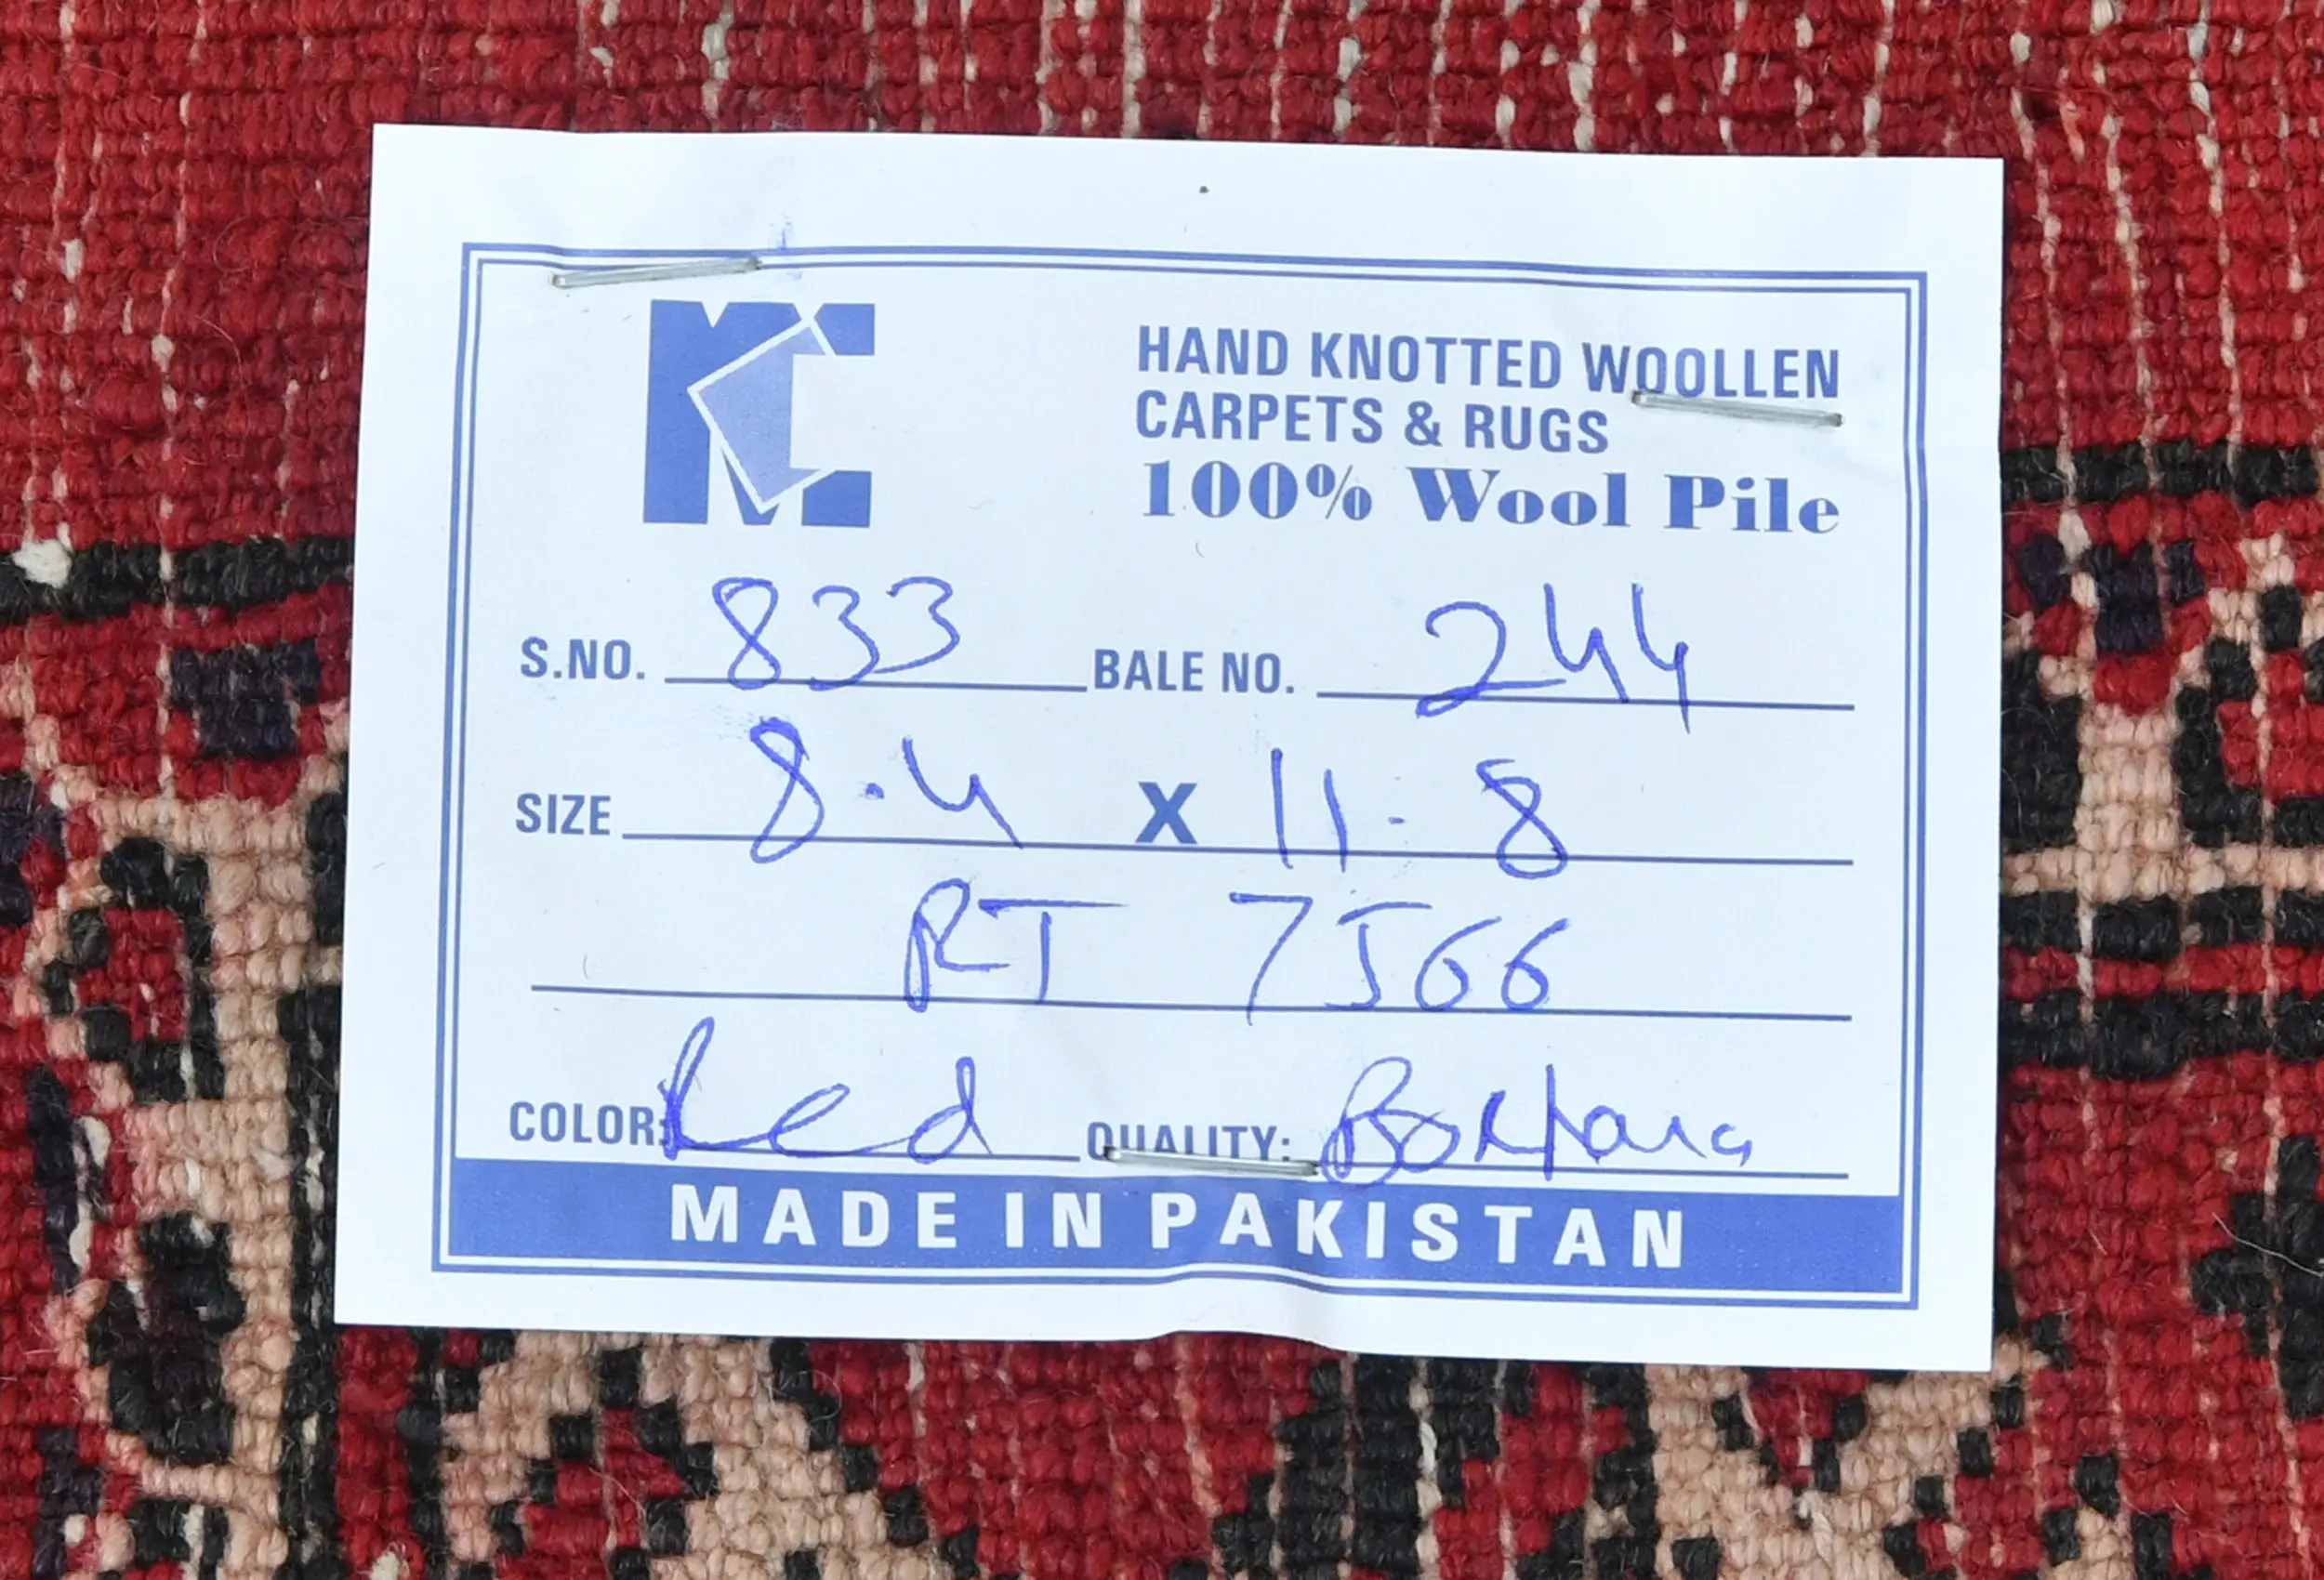 MC
HAND KNOTTED WOOLLEN
CARPETS & RUGS
100% Wool Pile
S.NO. 833 BALE NO. 244
SIZE 8.4 X 11.8
RT 7566
COLOR: Red QUALITY:
MADE IN PAKISTAN